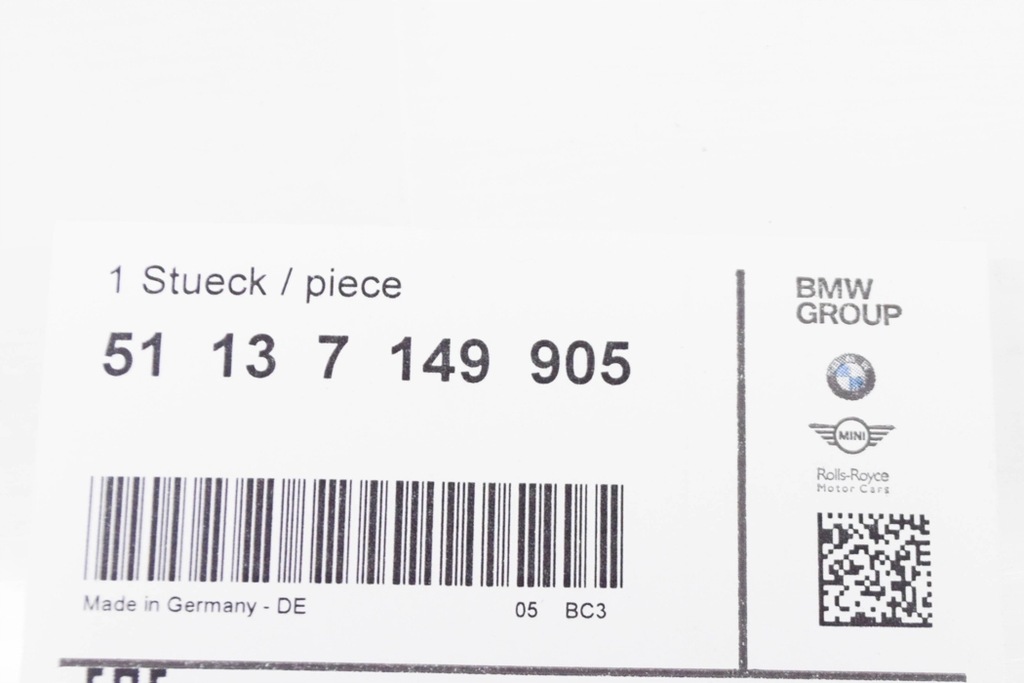 1 Stueck / piece
51 13 7 149 905
Made in Germany - DE
05 BC3
BMW
GROUP
MINI
Rolls-Royce
Motor Cars